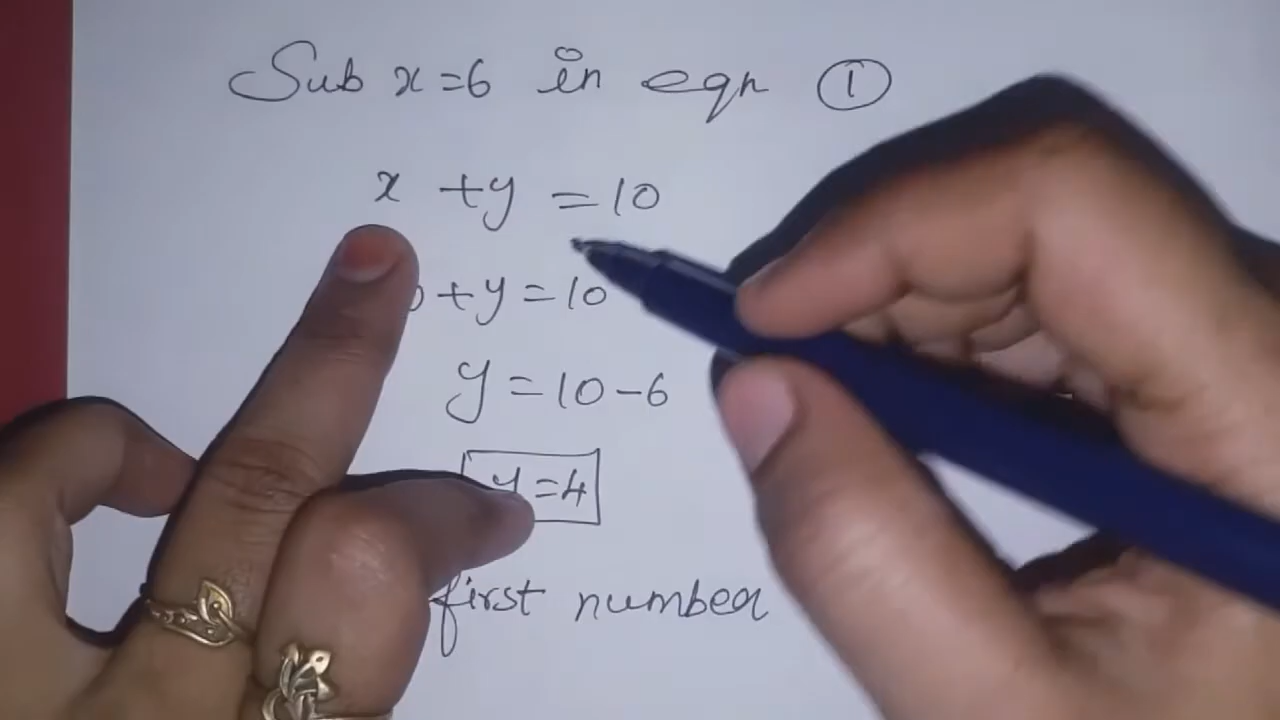 Sub x=6 in eqn ①
x +y =10
+y=10
y =10-6
y=4
first number